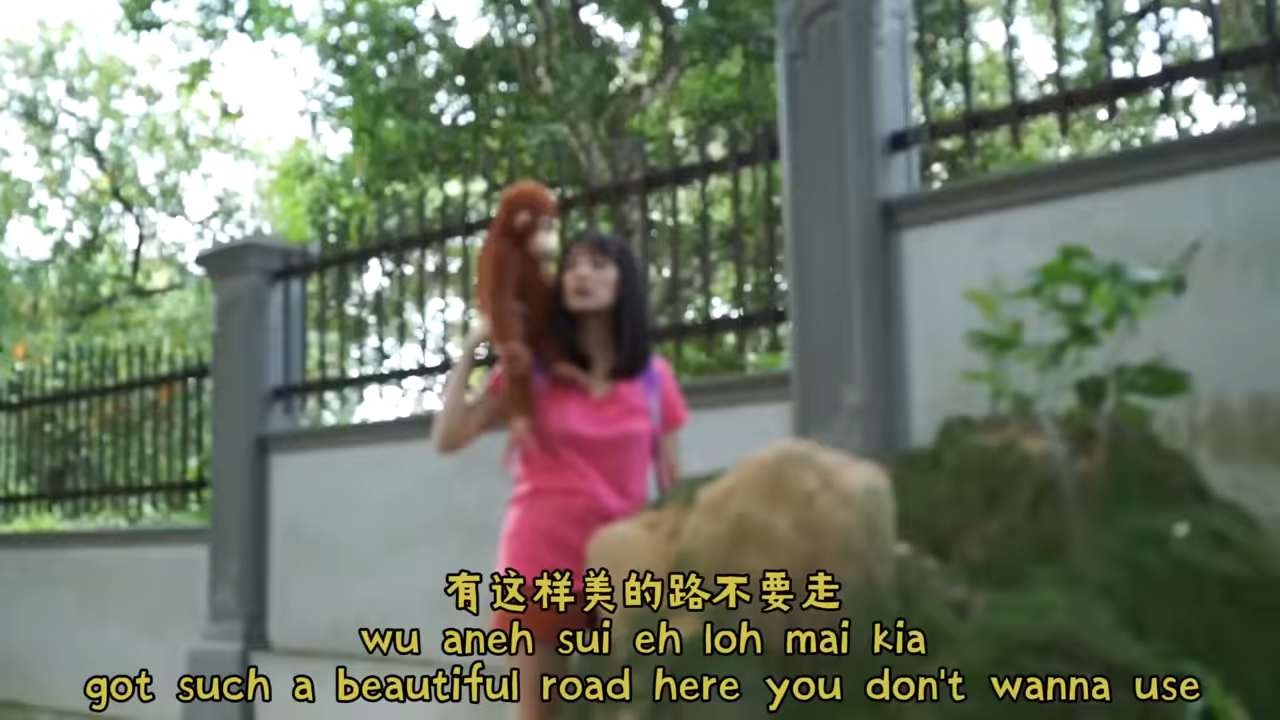 有这样美的路不要走
wu aneh sui eh loh mai kia
got such a beautiful road here you don't wanna use